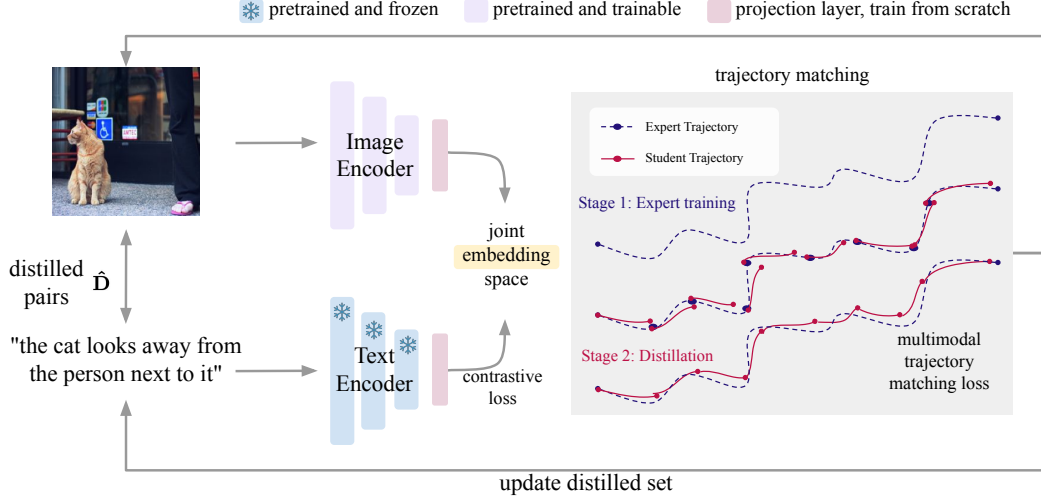 pretrained and frozen
pretrained and trainable
projection layer, train from scratch
trajectory matching
Expert Trajectory
Student Trajectory
Image
Encoder
Stage 1: Expert training
joint
embedding
space
distilled
pairs
D̂
"the cat looks away from
the person next to it"
Text
Encoder
contrastive
loss
Stage 2: Distillation
multimodal
trajectory
matching loss
update distilled set